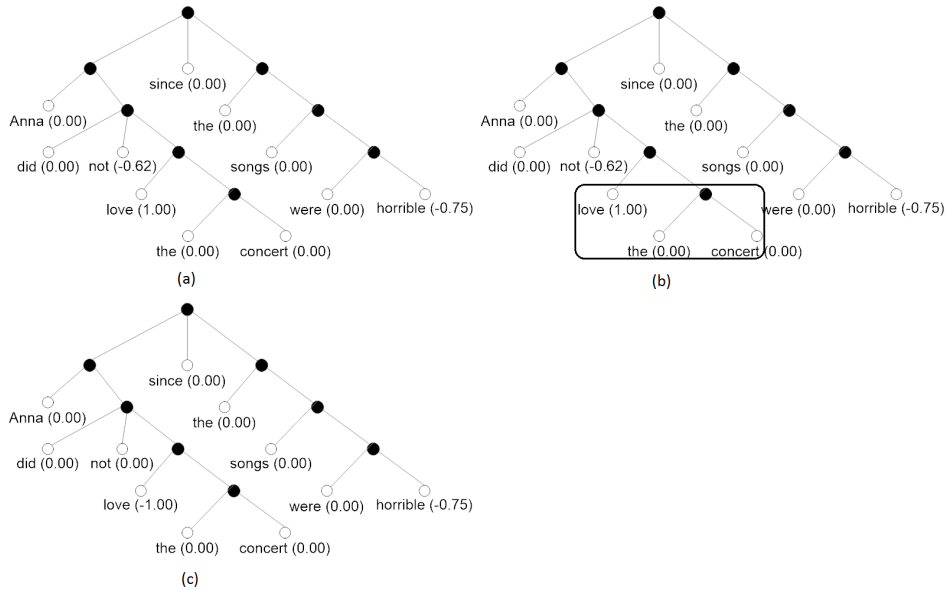 since (0.00)
Anna (0.00)
the (0.00)
did (0.00) not (-0.62)
songs (0.00)
love (1.00)
were (0.00) horrible (-0.75)
the (0.00) concert (0.00)
(a)
since (0.00)
Anna (0.00)
the (0.00)
did (0.00) not (-0.62)
songs (0.00)
love (1.00)
were (0.00) horrible (-0.75)
the (0.00) concert (0.00)
(b)
since (0.00)
Anna (0.00)
the (0.00)
did (0.00) not (0.00)
songs (0.00)
love (-1.00)
were (0.00) horrible (-0.75)
the (0.00) concert (0.00)
(c)